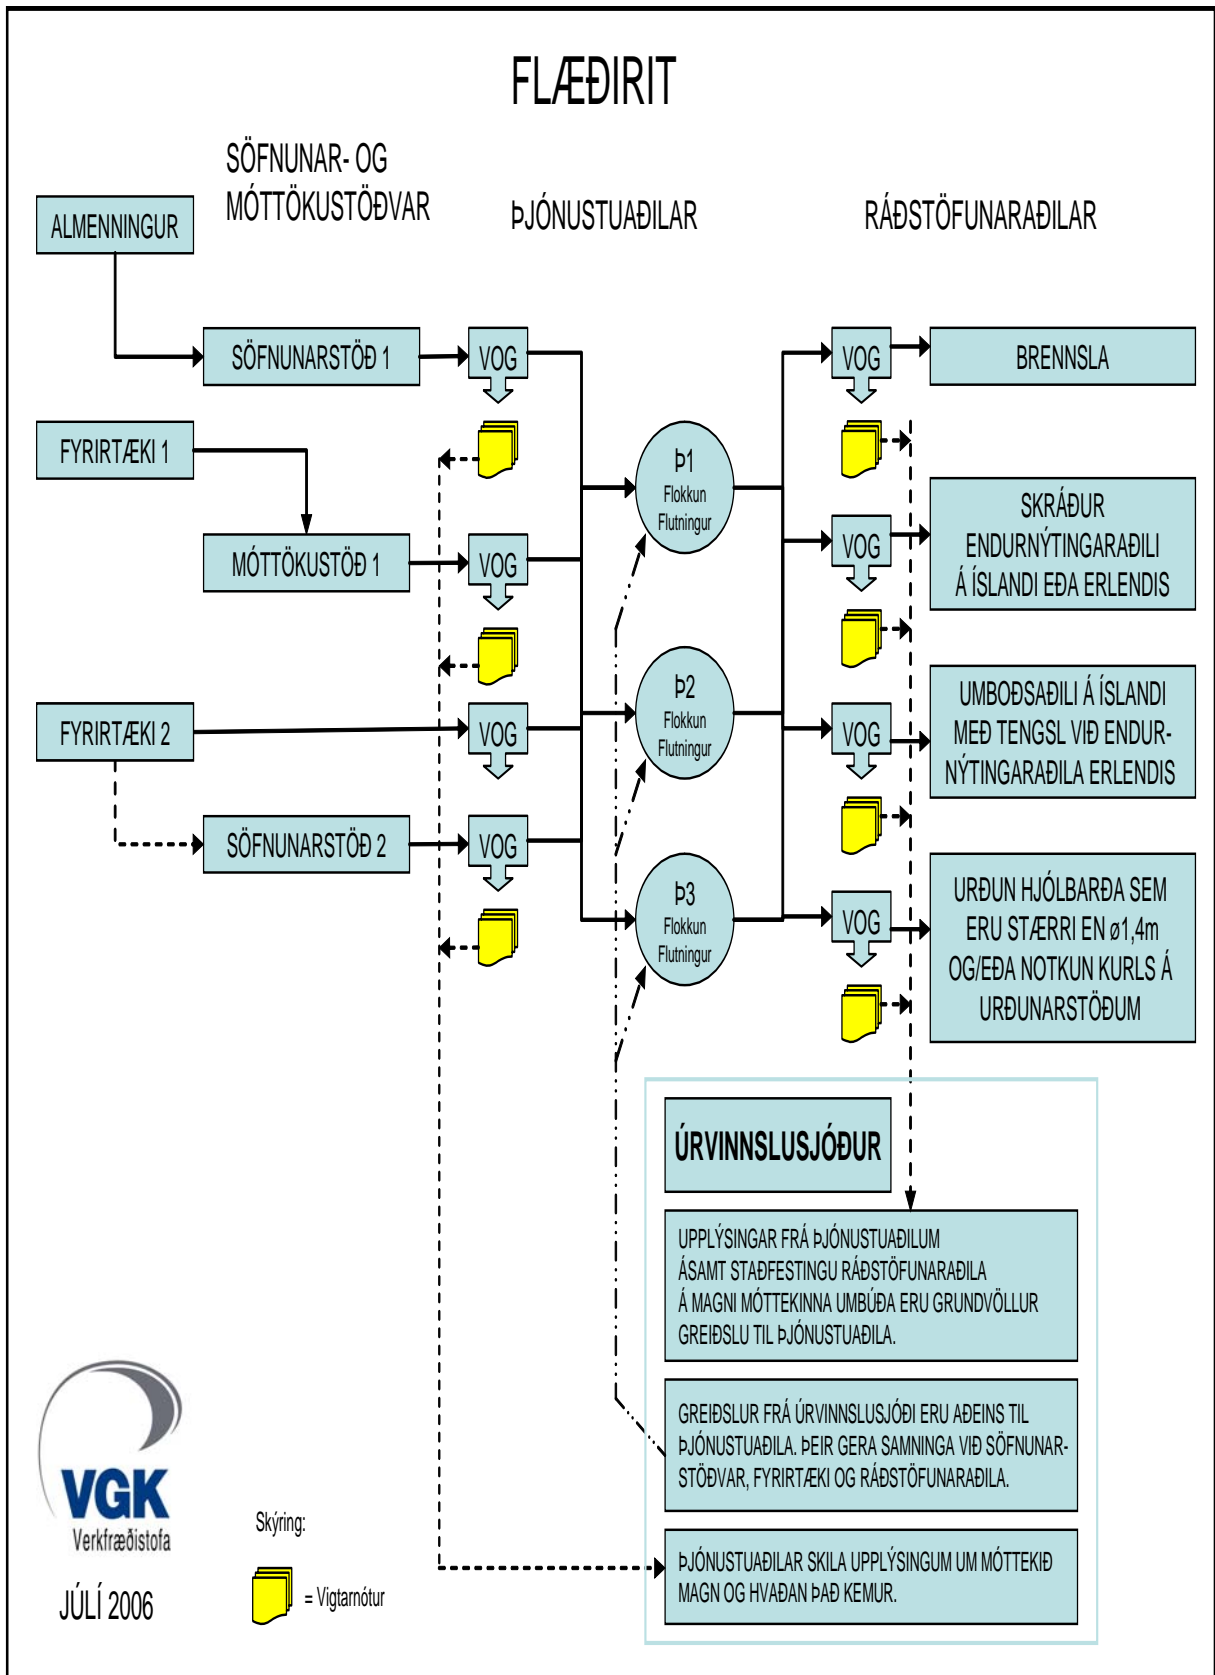 FLÆÐIRIT
SÖFNUNAR- OG
MÓTTÖKUSTÖÐVAR
ÞJÓNUSTUAÐILAR
RÁÐSTÖFUNARAÐILAR
ALMENNINGUR
SÖFNUNARSTÖÐ 1
VOG
VOG
BRENNSLA
FYRIRTÆKI 1
Þ1
Flokkun
Flutningur
MÓTTÖKUSTÖÐ 1
VOG
VOG
SKRÁÐUR
ENDURNÝTINGARAÐILI
Á ÍSLANDI EÐA ERLENDIS
FYRIRTÆKI 2
VOG
Þ2
Flokkun
Flutningur
VOG
UMBOÐSAÐILI Á ÍSLANDI
MEÐ TENGSL VIÐ ENDUR-
NÝTINGARAÐILA ERLENDIS
SÖFNUNARSTÖÐ 2
VOG
Þ3
Flokkun
Flutningur
VOG
URÐUN HJÓLBARÐA SEM
ERU STÆRRI EN ø1,4m
OG/EÐA NOTKUN KURLS Á
URÐUNARSTÖÐUM
ÚRVINNSLUSJÓÐUR
UPPLÝSINGAR FRÁ ÞJÓNUSTUAÐILUM
ÁSAMT STAÐFESTINGU RÁÐSTÖFUNARAÐILA
Á MAGNI MÓTTEKINNA UMBÚÐA ERU GRUNDVÖLLUR
GREIÐSLU TIL ÞJÓNUSTUAÐILA.
GREIÐSLUR FRÁ ÚRVINNSLUSJÓÐI ERU AÐEINS TIL
ÞJÓNUSTUAÐILA. ÞEIR GERA SAMNINGA VIÐ SÖFNUNAR-
STÖÐVAR, FYRIRTÆKI OG RÁÐSTÖFUNARAÐILA.
ÞJÓNUSTUAÐILAR SKILA UPPLÝSINGUM UM MÓTTEKIÐ
MAGN OG HVAÐAN ÞAÐ KEMUR.
VGK
Verkfræðistofa
JÚLÍ 2006
Skýring:
= Vigtarnótur